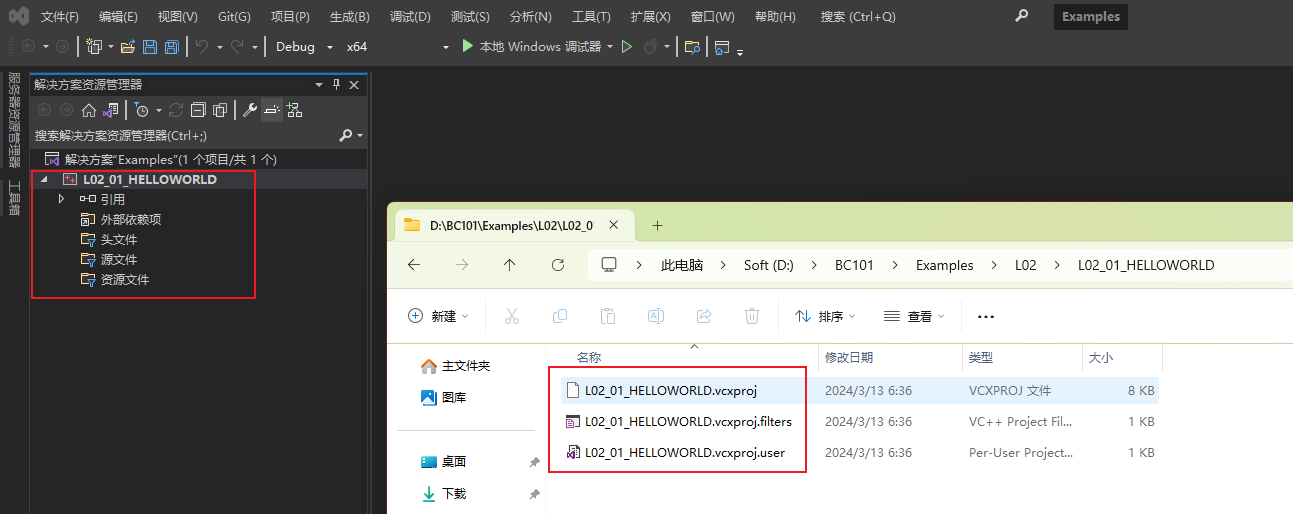 文件(F) 编辑(E) 视图(V) Git(G) 项目(P) 生成(B) 调试(D) 测试(S) 分析(N) 工具(T) 扩展(X) 窗口(W) 帮助(H) 搜索 (Ctrl+Q) Examples
Debug x64 本地 Windows 调试器
服务器资源管理器
工具箱
解决方案资源管理器
搜索解决方案资源管理器(Ctrl+;)
解决方案"Examples"(1 个项目/共 1 个)
L02_01_HELLOWORLD
引用
外部依赖项
头文件
源文件
资源文件
D:\BC101\Examples\L02\L02_0
此电脑 Soft (D:) BC101 Examples L02 L02_01_HELLOWORLD
新建 排序 查看
主文件夹
图库
桌面
下载
名称 修改日期 类型 大小
L02_01_HELLOWORLD.vcxproj 2024/3/13 6:36 VCXPROJ 文件 8 KB
L02_01_HELLOWORLD.vcxproj.filters 2024/3/13 6:36 VC++ Project Fil... 1 KB
L02_01_HELLOWORLD.vcxproj.user 2024/3/13 6:36 Per-User Project... 1 KB